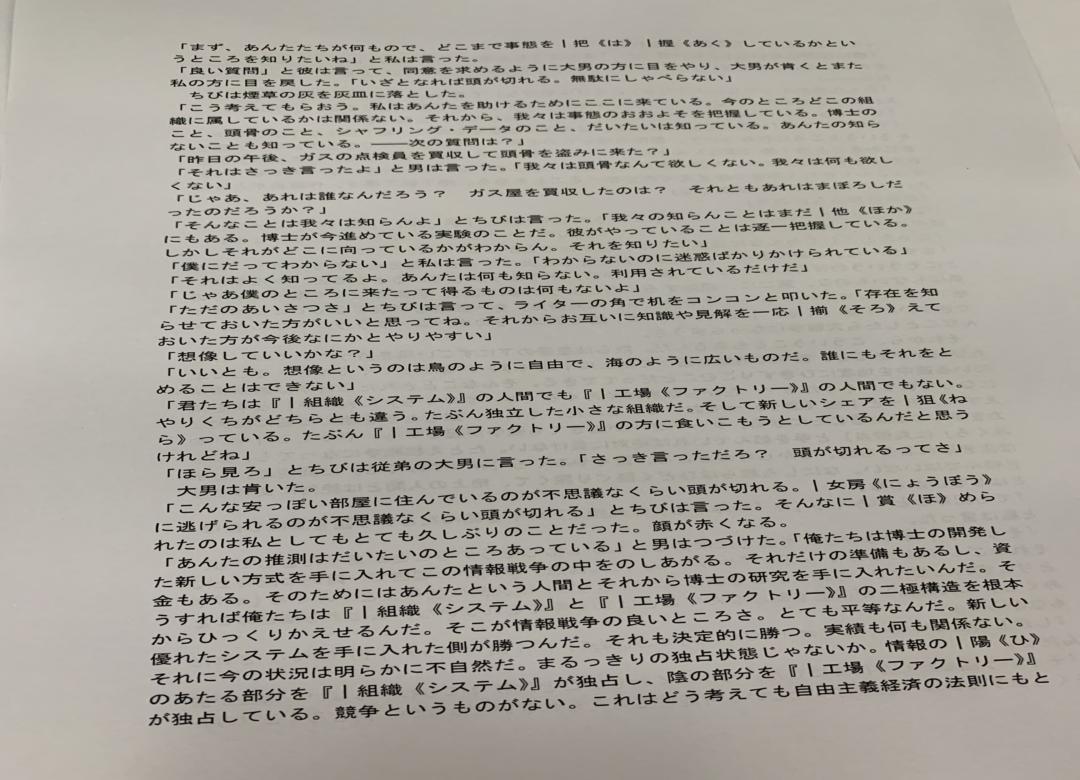 「まず、あんたたちが何もので、どこまで事態を｜把《は》｜握《あく》しているかとい
うところを知りたいね」と私は言った。
「良い質問」と彼は言って、同意を求めるように大男の方に目をやり、大男が肯くとまた
私の方に目を戻した。「いざとなれば頭が切れる。無駄にしゃべらない」
　ちびは煙草の灰を灰皿に落とした。
「こう考えてもらおう。私はあんたを助けるためにここに来ている。今のところどこの組
織に属しているかは関係ない。それから、我々は事態のおおよそを把握している。博士の
こと、頭骨のこと、シャフリング・データのこと、だいたいは知っている。あんたの知ら
ないことも知っている。――次の質問は？」
「昨日の午後、ガスの点検員を買収して頭骨を盗みに来た？」
「それはさっき言ったよ」と男は言った。「我々は頭骨なんて欲しくない。我々は何も欲し
くない」
「じゃあ、あれは誰なんだろう？　ガス屋を買収したのは？　それともあれはまぼろしだ
ったのだろうか？」
「そんなことは我々は知らんよ」とちびは言った。「我々の知らんことはまだ｜他《ほか》
にもある。博士が今進めている実験のことだ。彼がやっていることは逐一把握している。
しかしそれがどこに向っているかがわからん。それを知りたい」
「僕にだってわからない」と私は言った。「わからないのに迷惑ばかりかけられている」
「それはよく知ってるよ。あんたは何も知らない。利用されているだけだ」
「じゃあ僕のところに来たって得るものは何もないよ」
「ただのあいさつさ」とちびは言って、ライターの角で机をコンコンと叩いた。「存在を知
らせておいた方がいいと思ってね。それからお互いに知識や見解を一応｜揃《そろ》えて
おいた方が今後なにかとやりやすい」
「想像していいかな？」
「いいとも。想像というのは鳥のように自由で、海のように広いものだ。誰にもそれをと
めることはできない」
「君たちは『｜組織《システム》』の人間でも『｜工場《ファクトリー》』の人間でもない。
やりくちがどちらとも違う。たぶん独立した小さな組織だ。そして新しいシェアを｜狙《ね
ら》っている。たぶん『｜工場《ファクトリー》』の方に食いこもうとしているんだと思う
けれどね」
「ほら見ろ」とちびは従弟の大男に言った。「さっき言っただろ？　頭が切れるってさ」
　大男は肯いた。
「こんな安っぽい部屋に住んでいるのが不思議なくらい頭が切れる。｜女房《にょうぼう》
に逃げられるのが不思議なくらい頭が切れる」とちびは言った。そんなに｜賞《ほ》めら
れたのは私としてもとても久しぶりのことだった。顔が赤くなる。
「あんたの推測はだいたいのところあっている」と男はつづけた。「俺たちは博士の開発し
た新しい方式を手に入れてこの情報戦争の中をのしあがる。それだけの準備もあるし、資
金もある。そのためにはあんたという人間とそれから博士の研究を手に入れたいんだ。そ
うすれば俺たちは『｜組織《システム》』と『｜工場《ファクトリー》』の二極構造を根本
からひっくりかえせるんだ。そこが情報戦争の良いところさ。とても平等なんだ。新しい
優れたシステムを手に入れた側が勝つんだ。それも決定的に勝つ。実績も何も関係ない。
それに今の状況は明らかに不自然だ。まるっきりの独占状態じゃないか。情報の｜陽《ひ》
のあたる部分を『｜組織《システム》』が独占し、陰の部分を『｜工場《ファクトリー》』
が独占している。競争というものがない。これはどう考えても自由主義経済の法則にもと